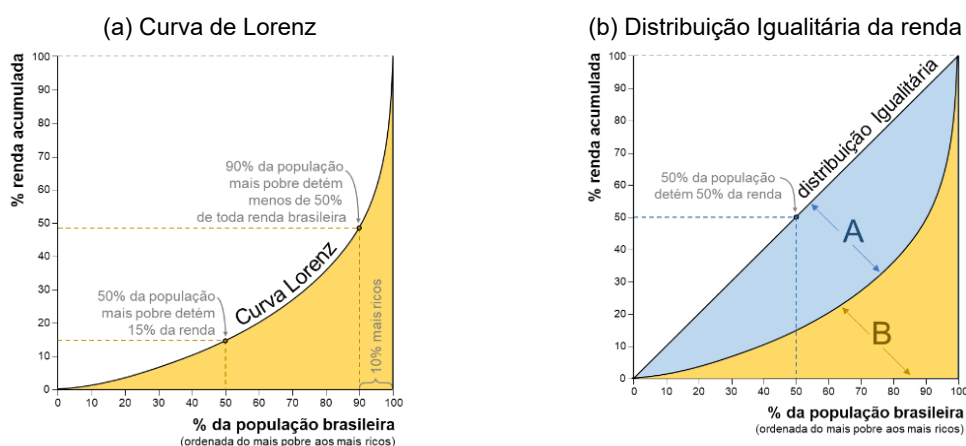 (a) Curva de Lorenz
100
90
80
70
60
50
40
30
20
10
0
% renda acumulada
90% da população
mais pobre detém
menos de 50%
de toda renda brasileira
50% da população
mais pobre detém
15% da renda
Curva Lorenz
10% mais ricos
0 10 20 30 40 50 60 70 80 90 100
% da população brasileira
(ordenada do mais pobre aos mais ricos)
(b) Distribuição Igualitária da renda
100
90
80
70
60
50
40
30
20
10
0
% renda acumulada
50% da população
detém 50% da renda
distribuição Igualitária
A
B
0 10 20 30 40 50 60 70 80 90 100
% da população brasileira
(ordenada do mais pobre aos mais ricos)